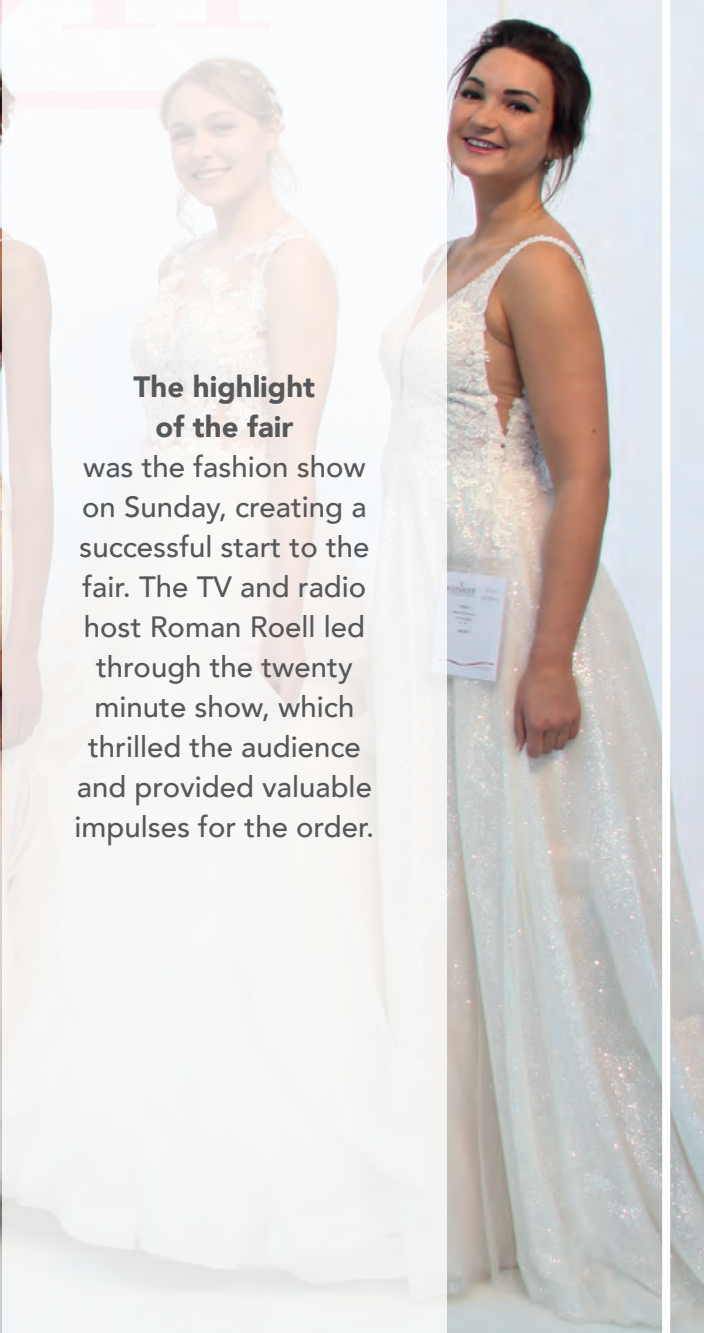 The highlight
of the fair
was the fashion show
on Sunday, creating a
successful start to the
fair. The TV and radio
host Roman Roell led
through the twenty
minute show, which
thrilled the audience
and provided valuable
impulses for the order.